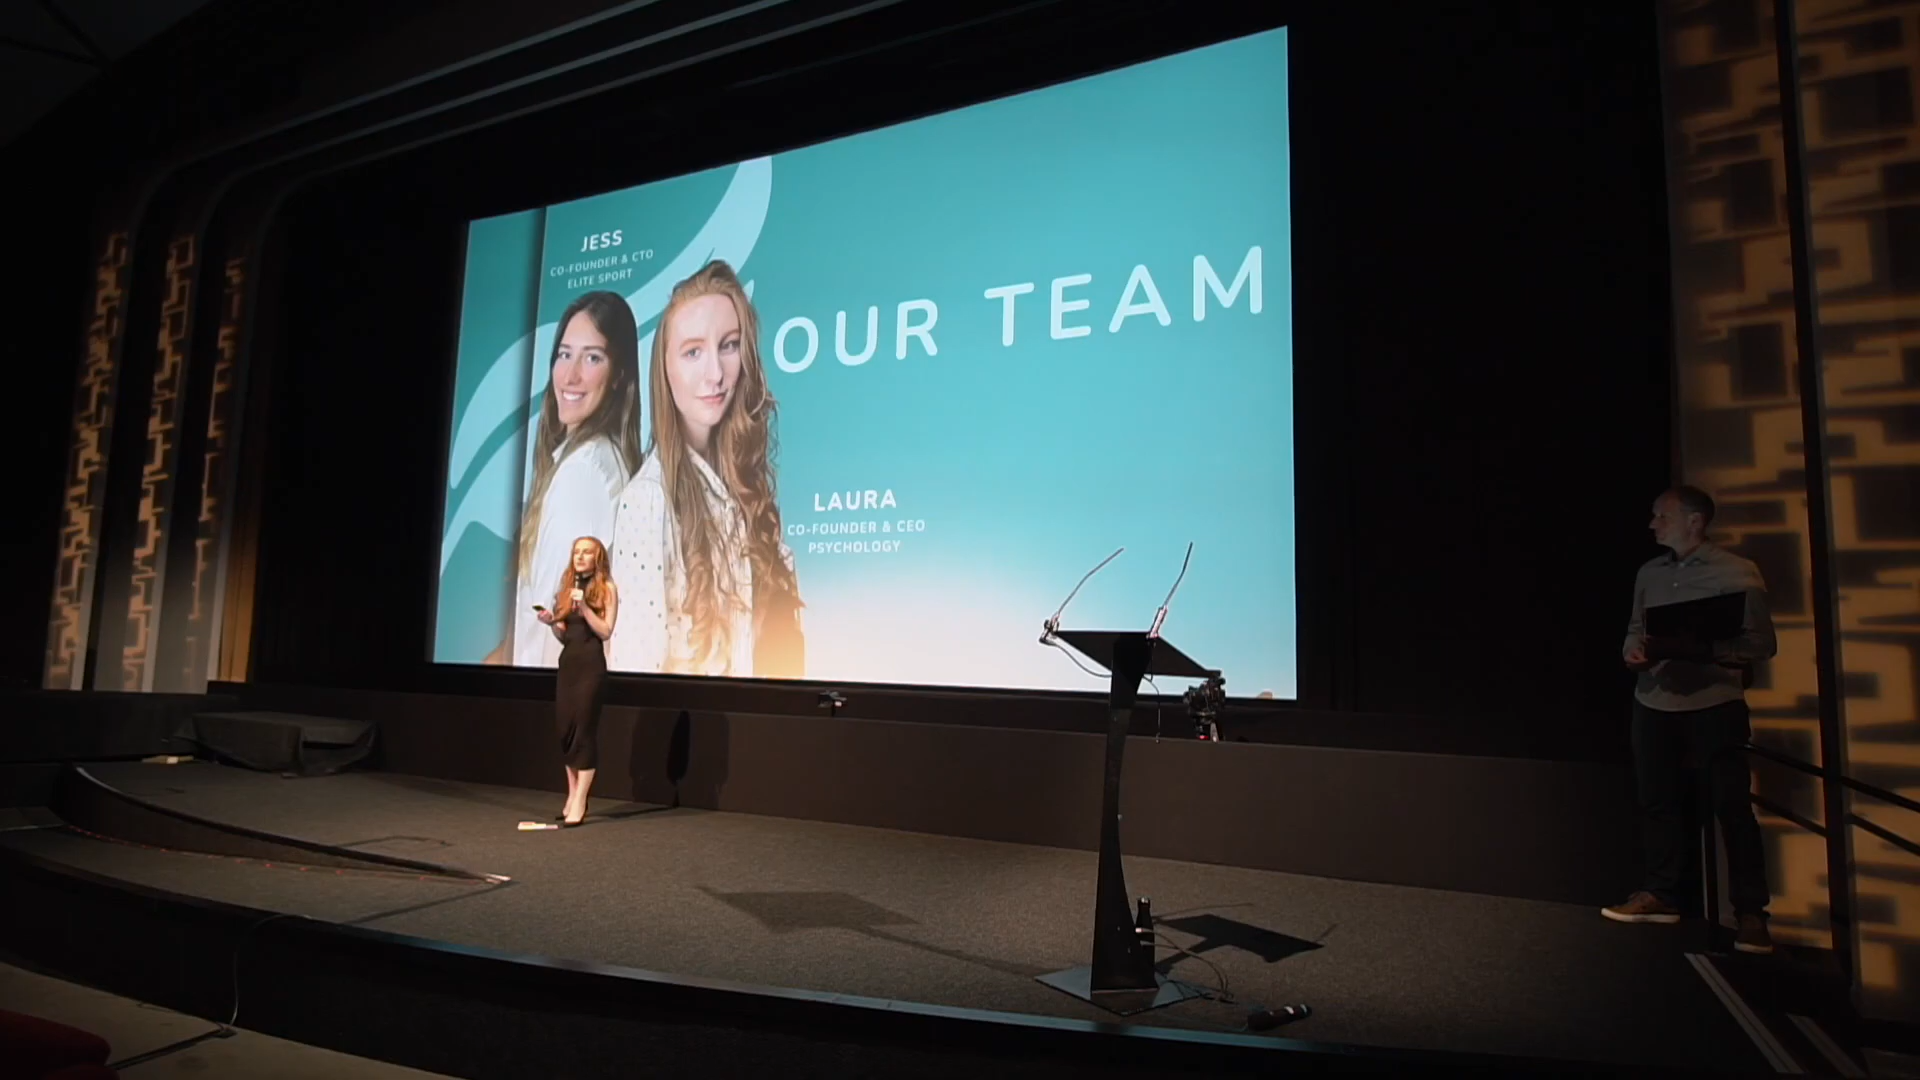 JESS
CO-FOUNDER & CTO
ELITE SPORT
OUR TEAM
LAURA
CO-FOUNDER & CEO
PSYCHOLOGY